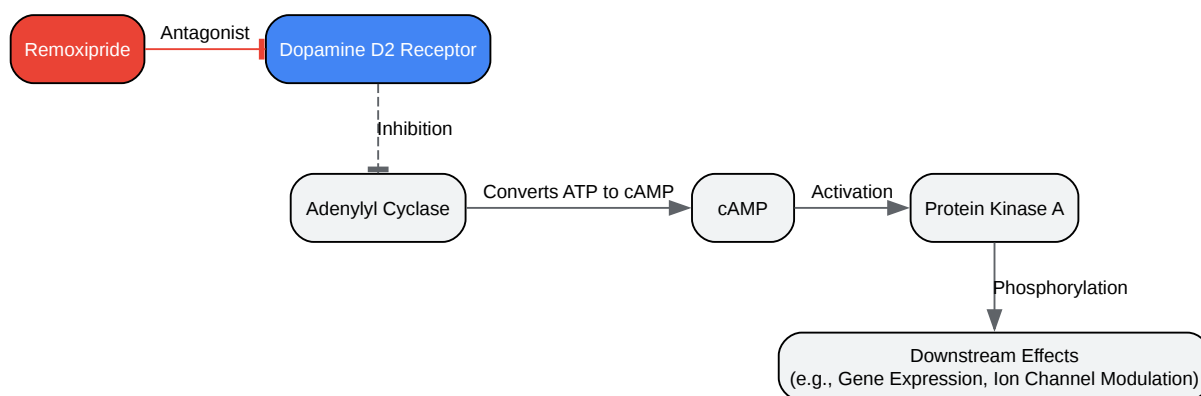 Remoxipride
Antagonist
Dopamine D2 Receptor
Inhibition
Adenylyl Cyclase
Converts ATP to cAMP
cAMP
Activation
Protein Kinase A
Phosphorylation
Downstream Effects
(e.g., Gene Expression, Ion Channel Modulation)